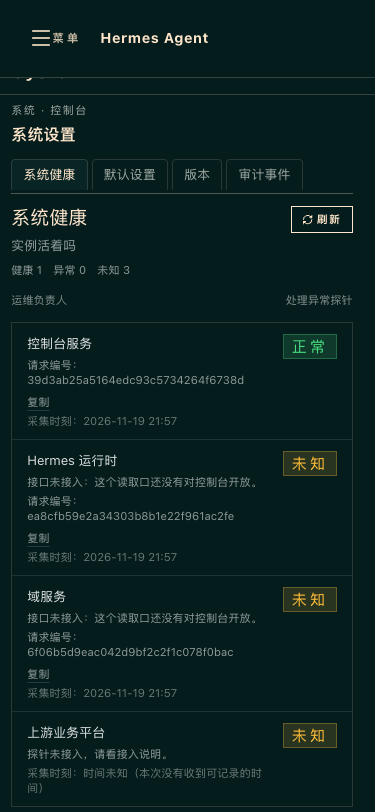 菜单
Hermes Agent
系统 · 控制台
系统设置
系统健康
默认设置
版本
审计事件
系统健康
刷新
实例活着吗
健康 1 异常 0 未知 3
运维负责人
处理异常探针
控制台服务
正常
请求编号：
39d3ab25a5164edc93c5734264f6738d
复制
采集时刻：2026-11-19 21:57
Hermes 运行时
未知
接口未接入：这个读取口还没有对控制台开放。
请求编号：
ea8cfb59e2a34303b8b1e22f961ac2fe
复制
采集时刻：2026-11-19 21:57
域服务
未知
接口未接入：这个读取口还没有对控制台开放。
请求编号：
6f06b5d9eac042d9bf2c2f1c078f0bac
复制
采集时刻：2026-11-19 21:57
上游业务平台
未知
探针未接入，请看接入说明。
采集时刻：时间未知（本次没有收到可记录的时
间）